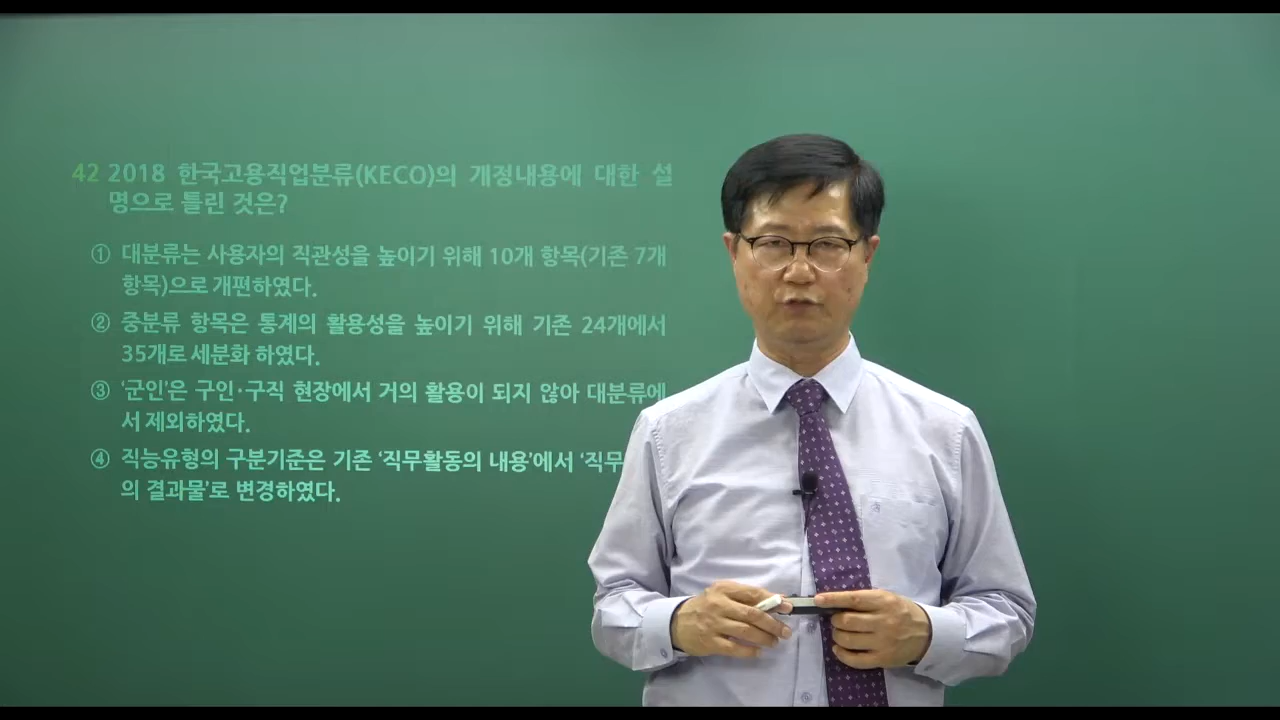 42 2018 한국고용직업분류(KECO)의 개정내용에 대한 설
명으로 틀린 것은?
① 대분류는 사용자의 직관성을 높이기 위해 10개 항목(기존 7개
항목)으로 개편하였다.
② 중분류 항목은 통계의 활용성을 높이기 위해 기존 24개에서
35개로 세분화 하였다.
③ ‘군인’은 구인·구직 현장에서 거의 활용이 되지 않아 대분류에
서 제외하였다.
④ 직능유형의 구분기준은 기존 ‘직무활동의 내용’에서 ‘직무
의 결과물’로 변경하였다.